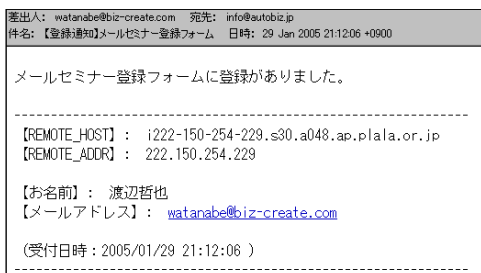 差出人： watanabe@biz-create.com 宛先： info@autobiz.jp
件名：【登録通知】メールセミナー登録フォーム 日時： 29 Jan 2005 21:12:06 +0900
メールセミナー登録フォームに登録がありました。
----------------------------------------------------------------
【REMOTE_HOST】： i222-150-254-229.s30.a048.ap.plala.or.jp
【REMOTE_ADDR】： 222.150.254.229
【お名前】： 渡辺哲也
【メールアドレス】： watanabe@biz-create.com
（受付日時：2005/01/29 21:12:06 ）
----------------------------------------------------------------